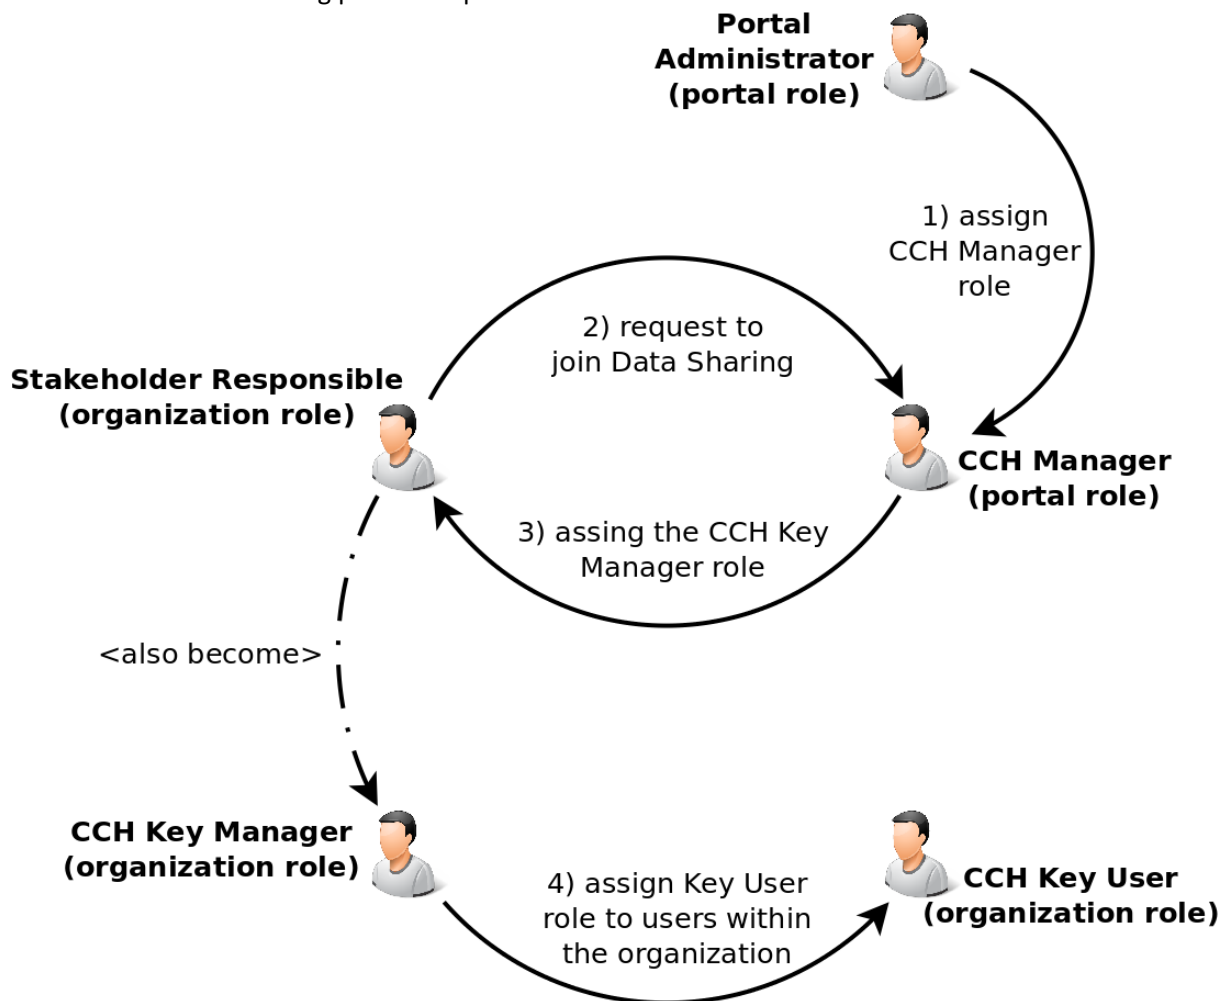 Portal
Administrator
(portal role)
1) assign
CCH Manager
role
2) request to
join Data Sharing
Stakeholder Responsible
(organization role)
CCH Manager
(portal role)
3) assing the CCH Key
Manager role
<also become>
CCH Key Manager
(organization role)
4) assign Key User
role to users within
the organization
CCH Key User
(organization role)